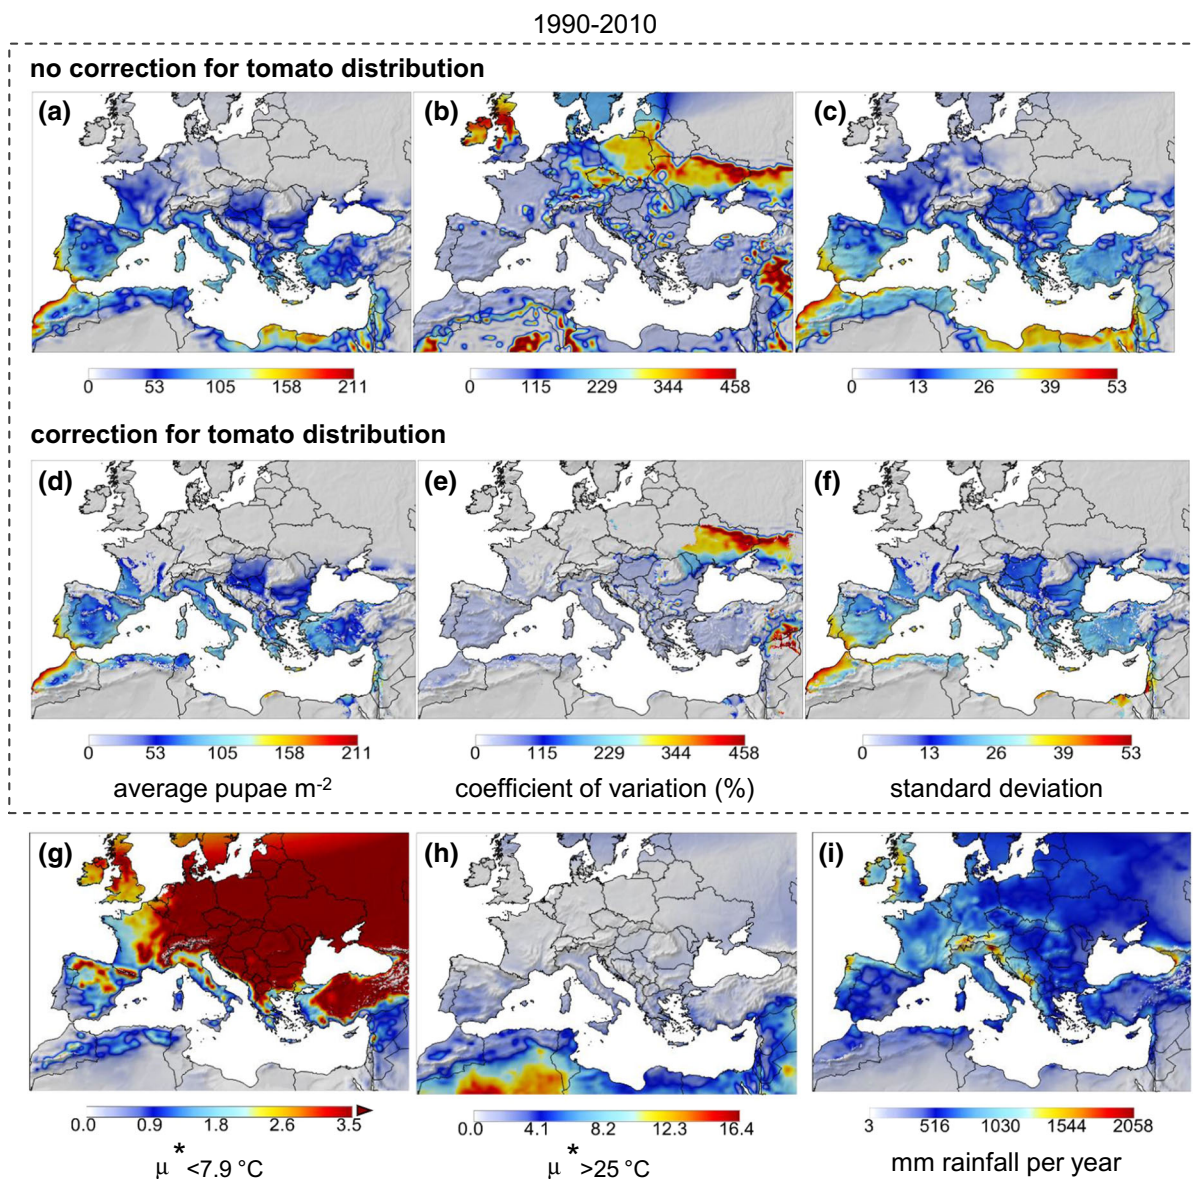 1990-2010
no correction for tomato distribution
(a) (b) (c)
0 53 105 158 211 0 115 229 344 458 0 13 26 39 53
correction for tomato distribution
(d) (e) (f)
0 53 105 158 211 0 115 229 344 458 0 13 26 39 53
average pupae m-2 coefficient of variation (%) standard deviation
(g) (h) (i)
0.0 0.9 1.8 2.6 3.5 0.0 4.1 8.2 12.3 16.4 3 516 1030 1544 2058
μ*<7.9 °C μ*>25 °C mm rainfall per year